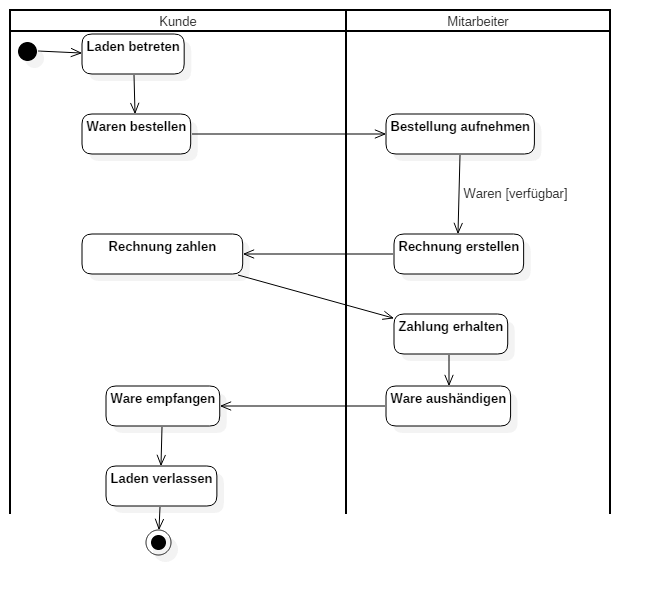 Kunde
Mitarbeiter
Laden betreten
Waren bestellen
Bestellung aufnehmen
Waren [verfügbar]
Rechnung zahlen
Rechnung erstellen
Zahlung erhalten
Ware empfangen
Ware aushändigen
Laden verlassen